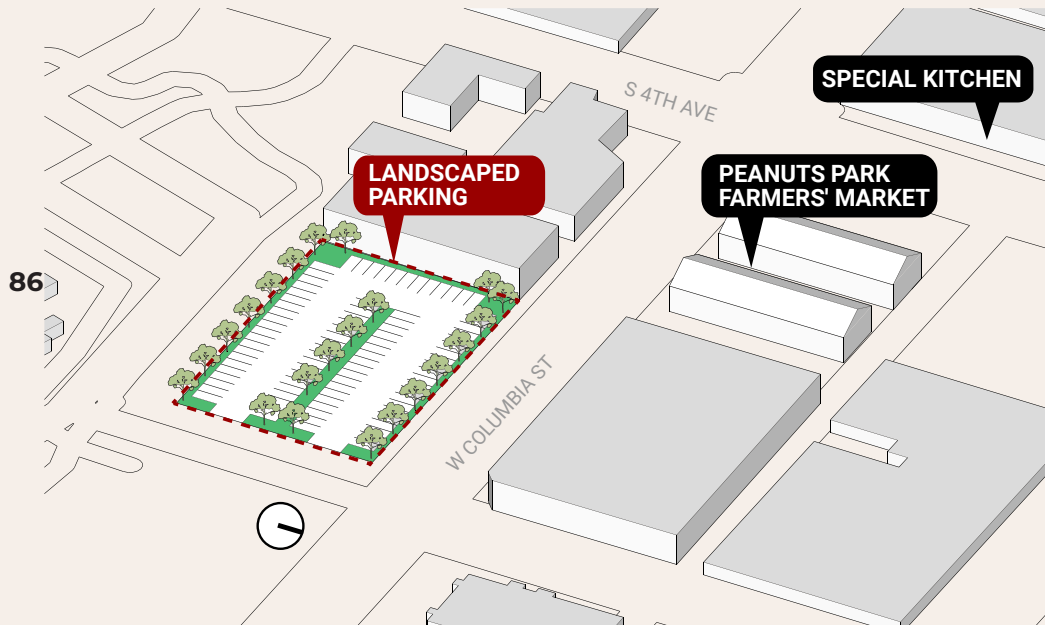 S 4TH AVE
SPECIAL KITCHEN
LANDSCAPED
PARKING
PEANUTS PARK
FARMERS' MARKET
86
W COLUMBIA ST